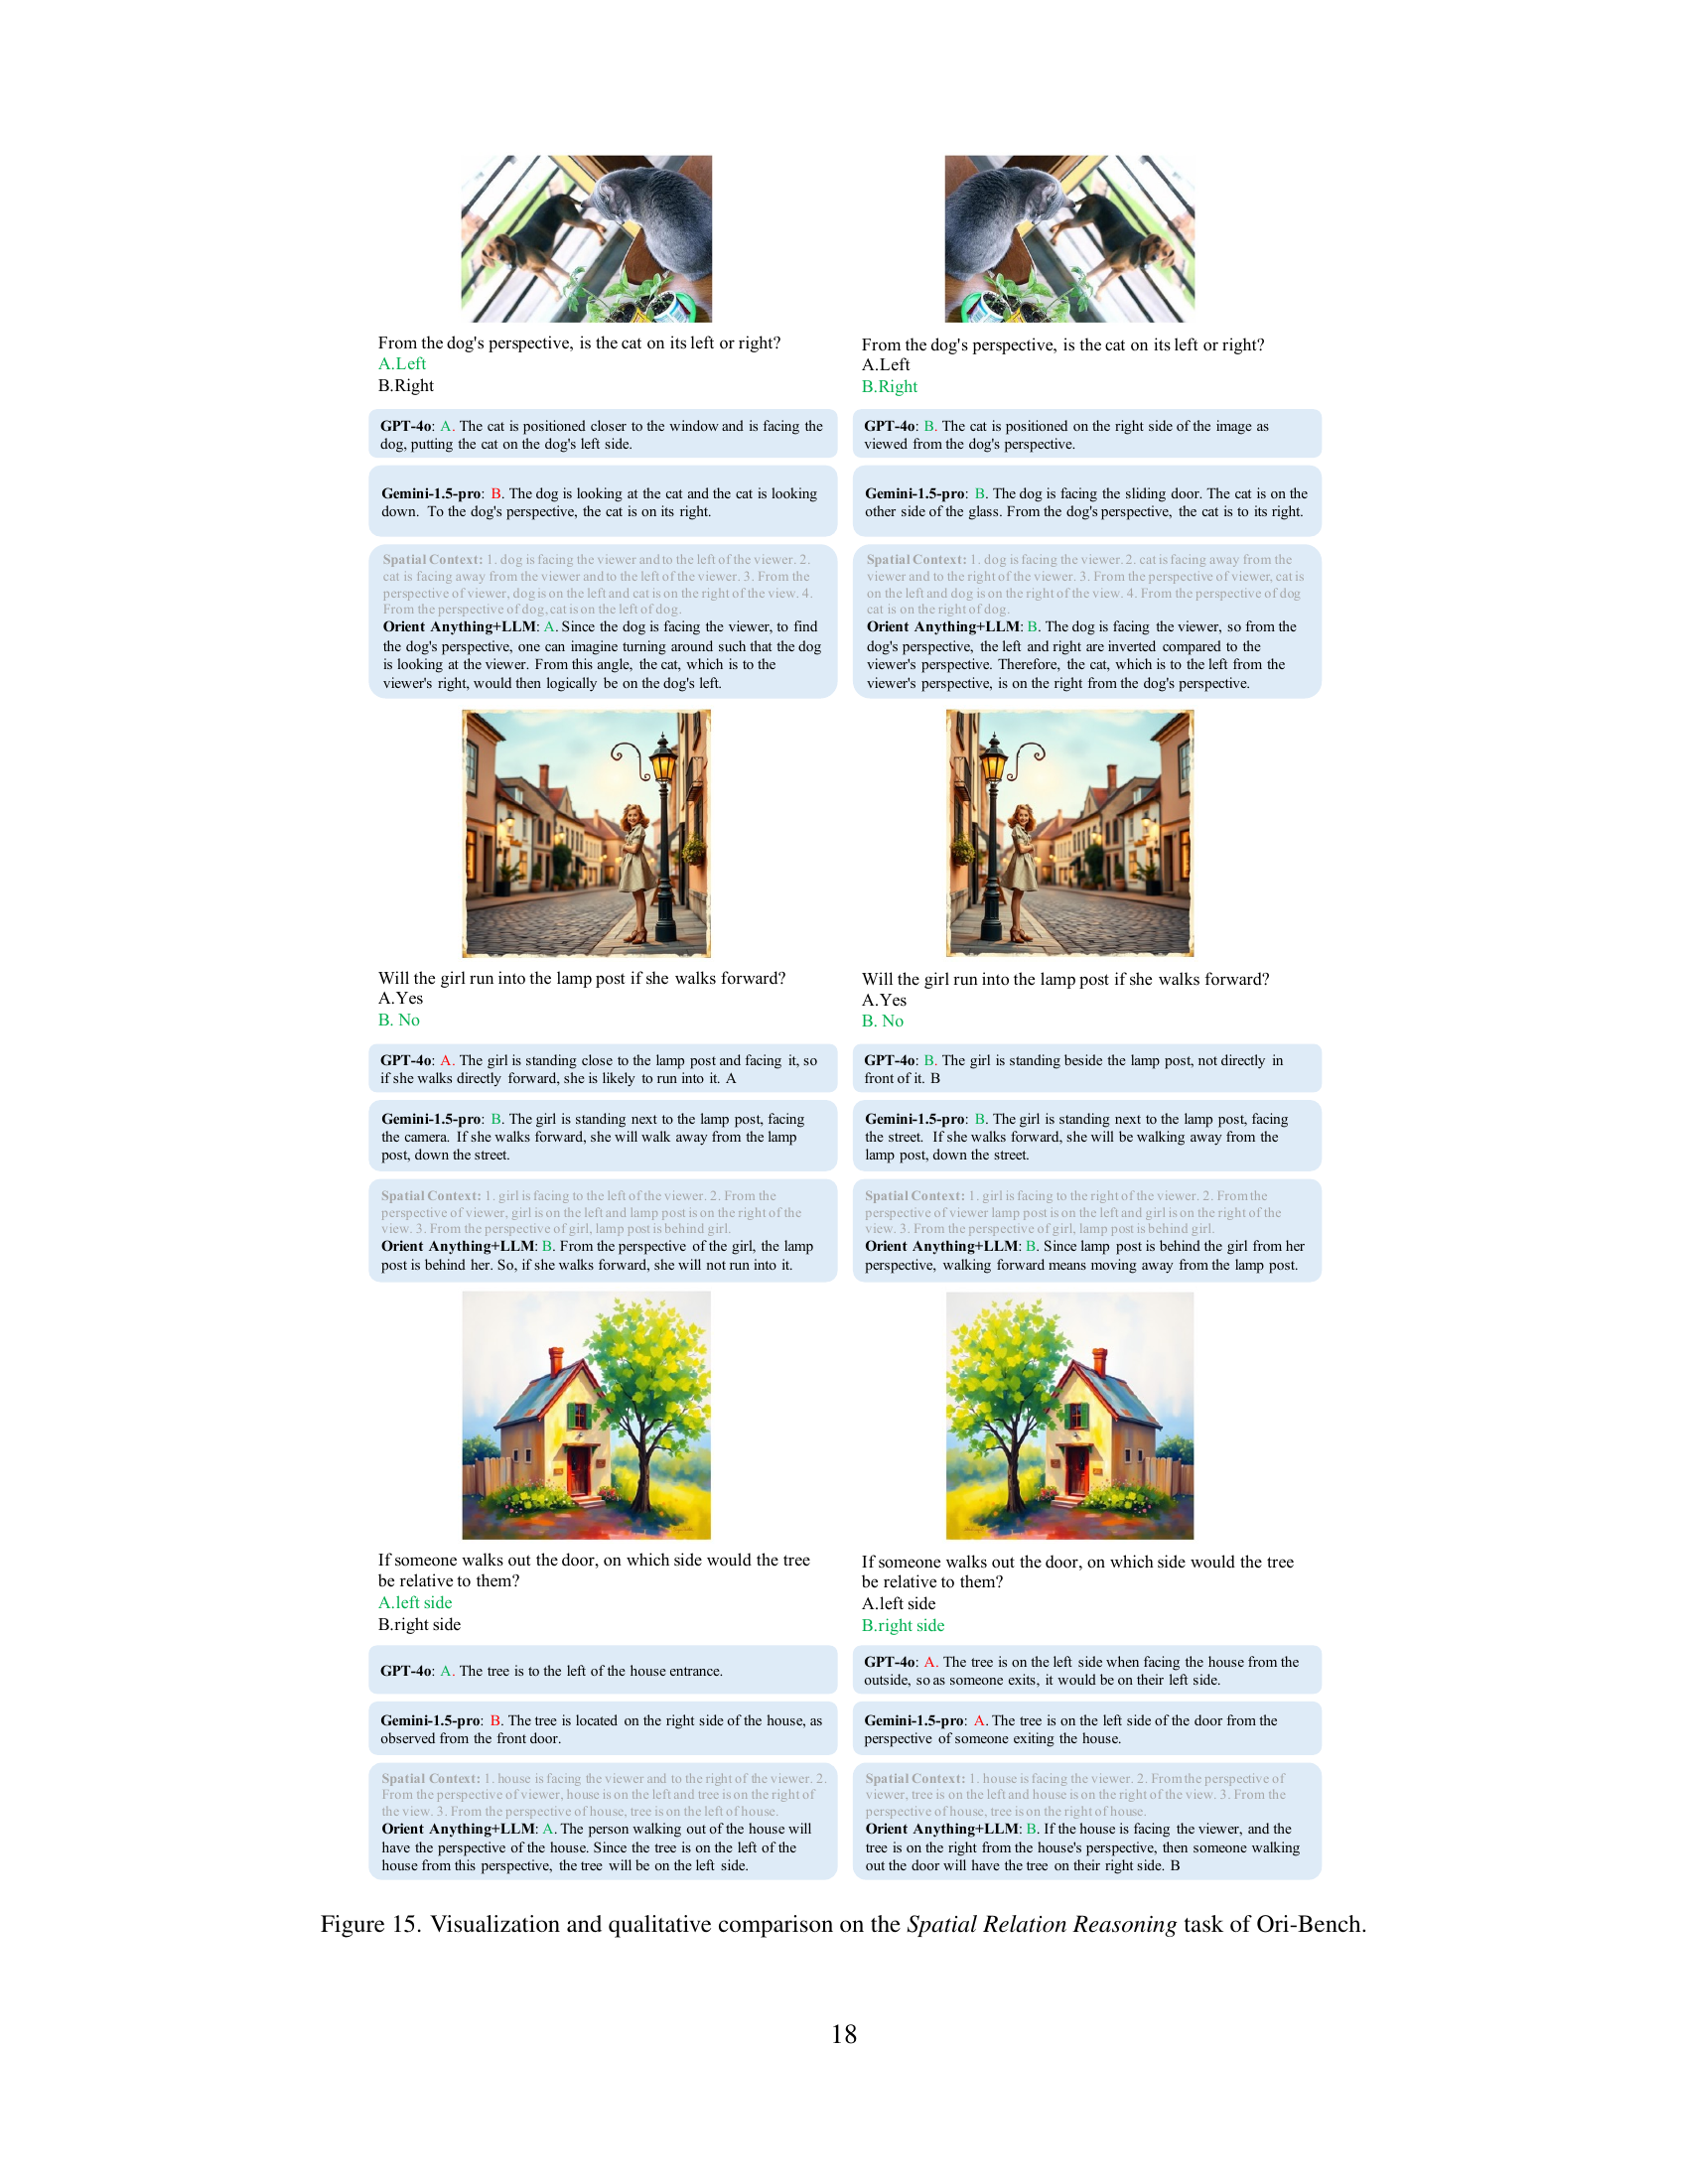 From the dog's perspective, is the cat on its left or right?
A.Left
B.Right
GPT-4o: A. The cat is positioned closer to the window and is facing the
dog, putting the cat on the dog's left side.
Gemini-1.5-pro: B. The dog is looking at the cat and the cat is looking
down. To the dog's perspective, the cat is on its right.
Spatial Context: 1. dog is facing the viewer and to the left of the viewer. 2.
cat is facing away from the viewer and to the left of the viewer. 3. From the
perspective of viewer, dog is on the left and cat is on the right of the view. 4.
From the perspective of dog, cat is on the left of dog.
Orient Anything+LLM: A. Since the dog is facing the viewer, to find
the dog's perspective, one can imagine turning around such that the dog
is looking at the viewer. From this angle, the cat, which is to the
viewer's right, would then logically be on the dog's left.
From the dog's perspective, is the cat on its left or right?
A.Left
B.Right
GPT-4o: B. The cat is positioned on the right side of the image as
viewed from the dog's perspective.
Gemini-1.5-pro: B. The dog is facing the sliding door. The cat is on the
other side of the glass. From the dog's perspective, the cat is to its right.
Spatial Context: 1. dog is facing the viewer. 2. cat is facing away from the
viewer and to the right of the viewer. 3. From the perspective of viewer, cat is
on the left and dog is on the right of the view. 4. From the perspective of dog
cat is on the right of dog.
Orient Anything+LLM: B. The dog is facing the viewer, so from the
dog's perspective, the left and right are inverted compared to the
viewer's perspective. Therefore, the cat, which is to the left from the
viewer's perspective, is on the right from the dog's perspective.
Will the girl run into the lamp post if she walks forward?
A.Yes
B. No
GPT-4o: A. The girl is standing close to the lamp post and facing it, so
if she walks directly forward, she is likely to run into it. A
Gemini-1.5-pro: B. The girl is standing next to the lamp post, facing
the camera. If she walks forward, she will walk away from the lamp
post, down the street.
Spatial Context: 1. girl is facing to the left of the viewer. 2. From the
perspective of viewer, girl is on the left and lamp post is on the right of the
view. 3. From the perspective of girl, lamp post is behind girl.
Orient Anything+LLM: B. From the perspective of the girl, the lamp
post is behind her. So, if she walks forward, she will not run into it.
Will the girl run into the lamp post if she walks forward?
A.Yes
B. No
GPT-4o: B. The girl is standing beside the lamp post, not directly in
front of it. B
Gemini-1.5-pro: B. The girl is standing next to the lamp post, facing
the street. If she walks forward, she will be walking away from the
lamp post, down the street.
Spatial Context: 1. girl is facing to the right of the viewer. 2. From the
perspective of viewer lamp post is on the left and girl is on the right of the
view. 3. From the perspective of girl, lamp post is behind girl.
Orient Anything+LLM: B. Since lamp post is behind the girl from her
perspective, walking forward means moving away from the lamp post.
If someone walks out the door, on which side would the tree
be relative to them?
A.left side
B.right side
GPT-4o: A. The tree is to the left of the house entrance.
Gemini-1.5-pro: B. The tree is located on the right side of the house, as
observed from the front door.
Spatial Context: 1. house is facing the viewer and to the right of the viewer. 2.
From the perspective of viewer, house is on the left and tree is on the right of
the view. 3. From the perspective of house, tree is on the left of house.
Orient Anything+LLM: A. The person walking out of the house will
have the perspective of the house. Since the tree is on the left of the
house from this perspective, the tree will be on the left side.
If someone walks out the door, on which side would the tree
be relative to them?
A.left side
B.right side
GPT-4o: A. The tree is on the left side when facing the house from the
outside, so as someone exits, it would be on their left side.
Gemini-1.5-pro: A. The tree is on the left side of the door from the
perspective of someone exiting the house.
Spatial Context: 1. house is facing the viewer. 2. From the perspective of
viewer, tree is on the left and house is on the right of the view. 3. From the
perspective of house, tree is on the right of house.
Orient Anything+LLM: B. If the house is facing the viewer, and the
tree is on the right from the house's perspective, then someone walking
out the door will have the tree on their right side. B
Figure 15. Visualization and qualitative comparison on the Spatial Relation Reasoning task of Ori-Bench.
18